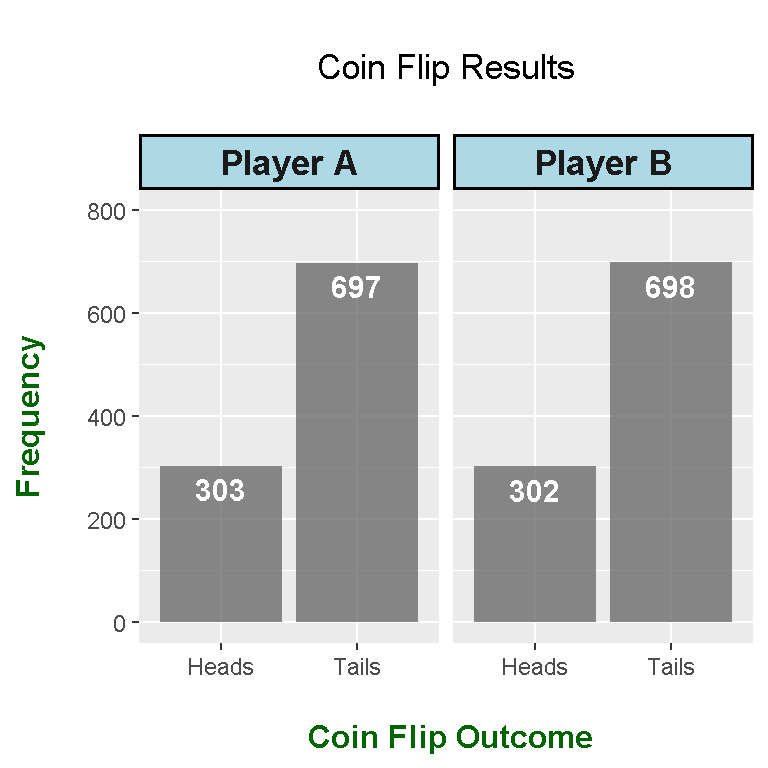 Coin Flip Results
Player A
Player B
800
600
400
200
0
697
303
698
302
Heads
Tails
Heads
Tails
Frequency
Coin Flip Outcome